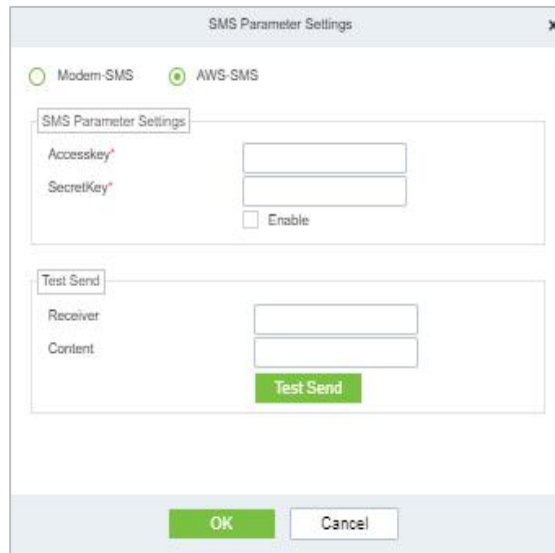 SMS Parameter Settings x
Modem-SMS AWS-SMS
SMS Parameter Settings
Accesskey*
SecretKey*
Enable
Test Send
Receiver
Content
Test Send
OK Cancel